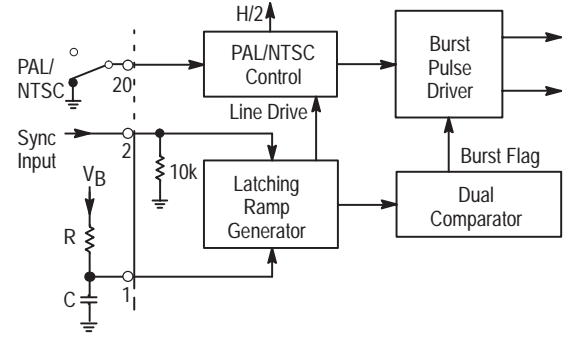 H/2
PAL/
NTSC
20
PAL/NTSC
Control
Burst
Pulse
Driver
Line Drive
Sync
Input
2
10k
Burst Flag
VB
Latching
Ramp
Generator
Dual
Comparator
R
C
1